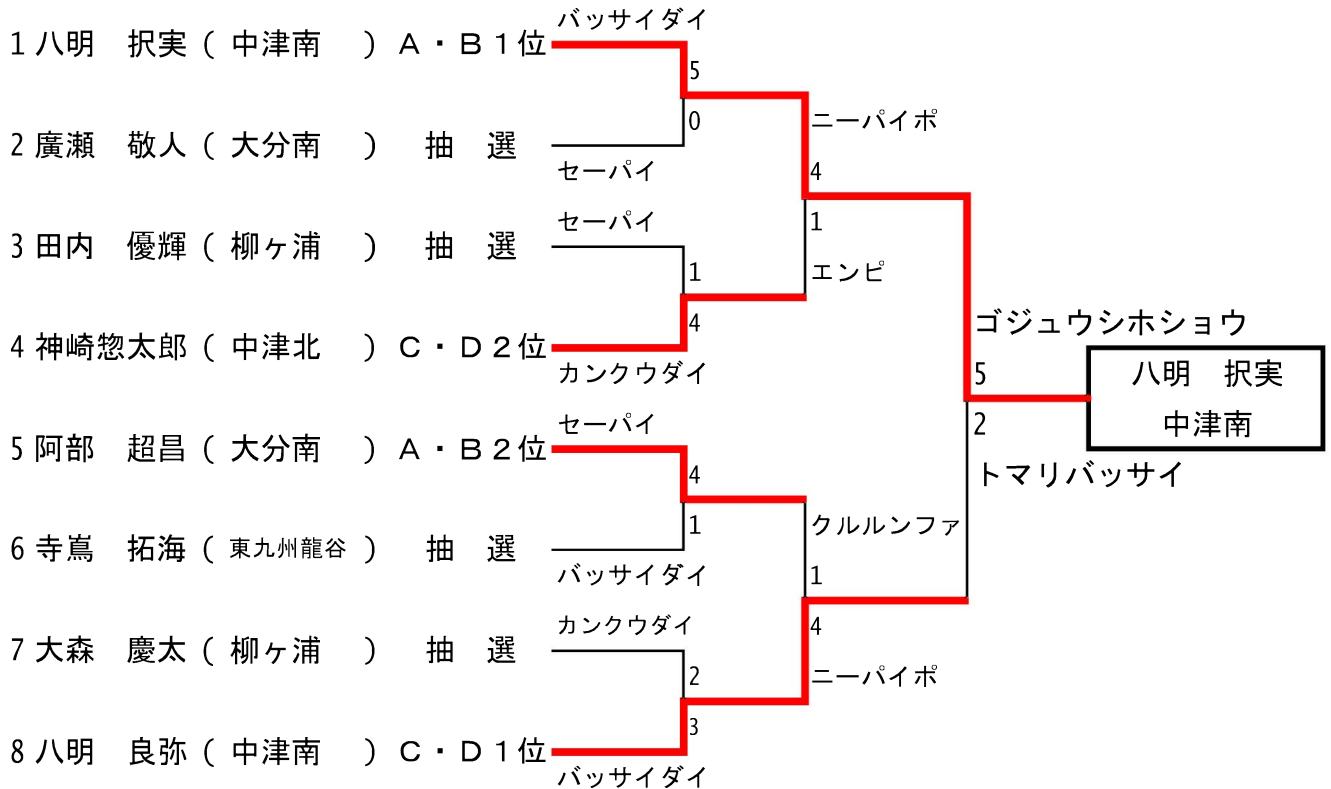 バッサイダイ
1 八明　択実 ( 中津南　 ) Ａ・Ｂ１位
5
0
ニーパイポ
2 廣瀬　敬人 ( 大分南　 ) 抽　選
セーパイ
4
セーパイ
1
3 田内　優輝 ( 柳ヶ浦　 ) 抽　選
1
エンピ
4
4 神崎惣太郎 ( 中津北　 ) Ｃ・Ｄ２位
カンクウダイ
ゴジュウシホショウ
5
八明　択実
中津南
2
トマリバッサイ
セーパイ
5 阿部　超昌 ( 大分南　 ) Ａ・Ｂ２位
4
1
クルルンファ
6 寺嶌　拓海 ( 東九州龍谷 ) 抽　選
バッサイダイ
1
カンクウダイ
4
7 大森　慶太 ( 柳ヶ浦　 ) 抽　選
2
ニーパイポ
3
8 八明　良弥 ( 中津南　 ) Ｃ・Ｄ１位
バッサイダイ